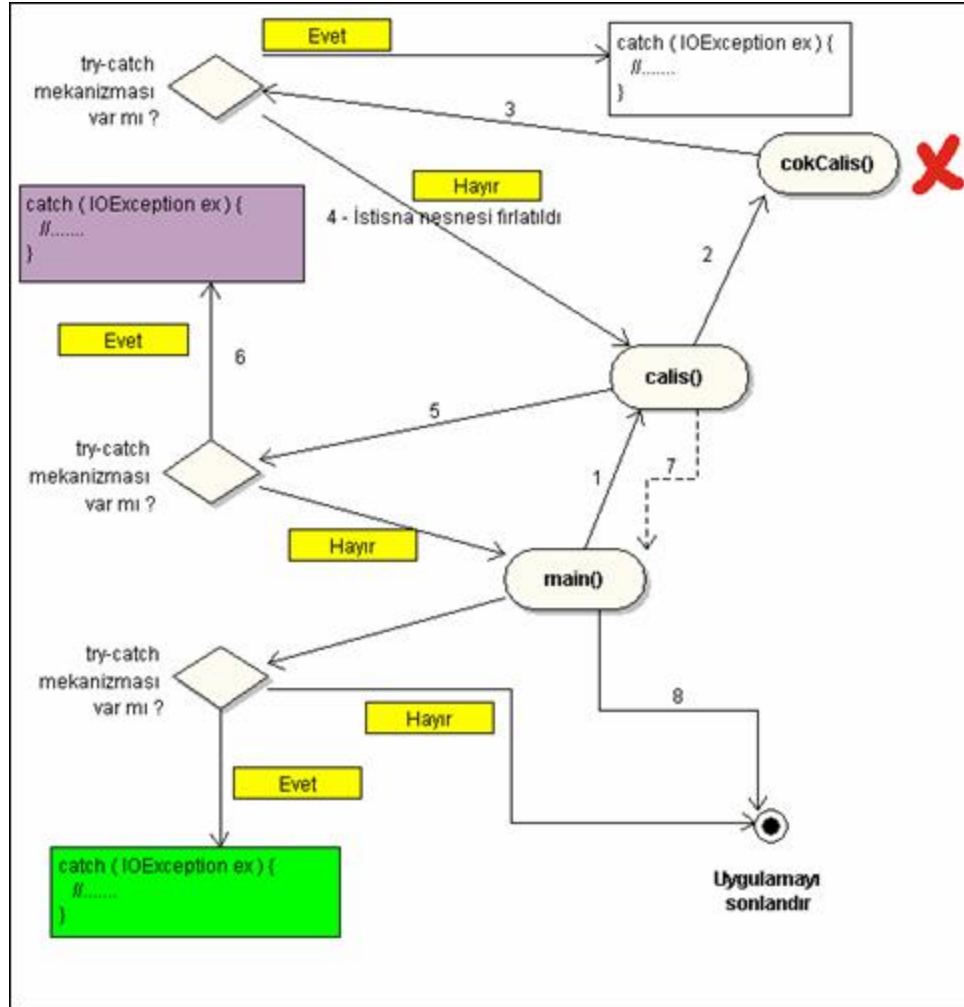 Evet
catch ( IOException ex ) {
//.......
}
try-catch
mekanizması
var mı ?
3
cokCalis()
Hayır
4 - İstisna nesnesi fırlatıldı
catch ( IOException ex ) {
//.......
}
2
Evet
6
calis()
5
try-catch
mekanizması
var mı ?
1
7
Hayır
main()
try-catch
mekanizması
var mı ?
8
Hayır
Evet
catch ( IOException ex ) {
//.......
}
Uygulamayı
sonlandır